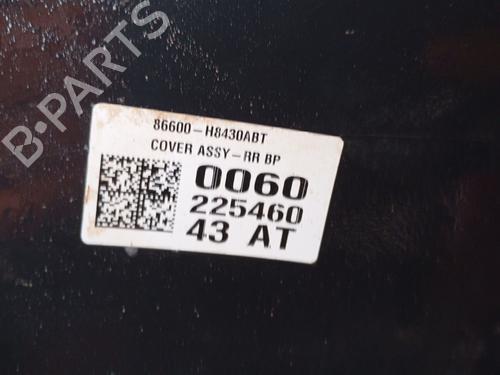 B-PARTS
86600-H8430ABT
COVER ASSY-RR BP
0060
225460
43 AT